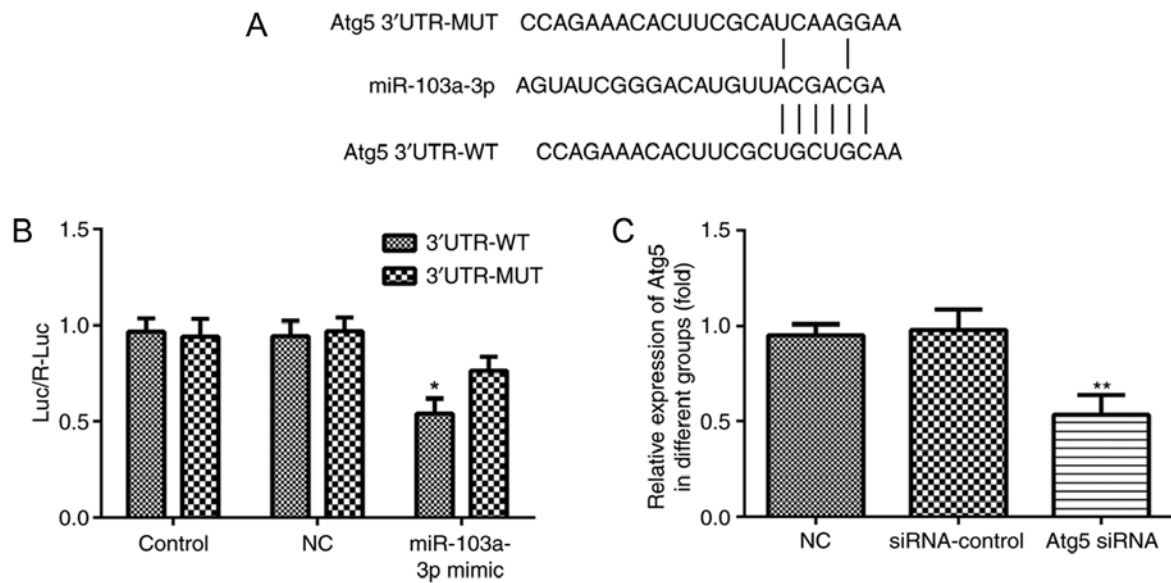 A
Atg5 3′UTR-MUT CCAGAAACACUUCGCAUCAAGGAA
miR-103a-3p AGUAUCGGGACAUGUUACGACGA
Atg5 3′UTR-WT CCAGAAACACUUCGCUGCUGCAA
B
Luc/R-Luc
1.5
1.0
0.5
0.0
3′UTR-WT
3′UTR-MUT
*
Control
NC
miR-103a-
3p mimic
C
Relative expression of Atg5
in different groups (fold)
1.5
1.0
0.5
0.0
**
NC
siRNA-control
Atg5 siRNA